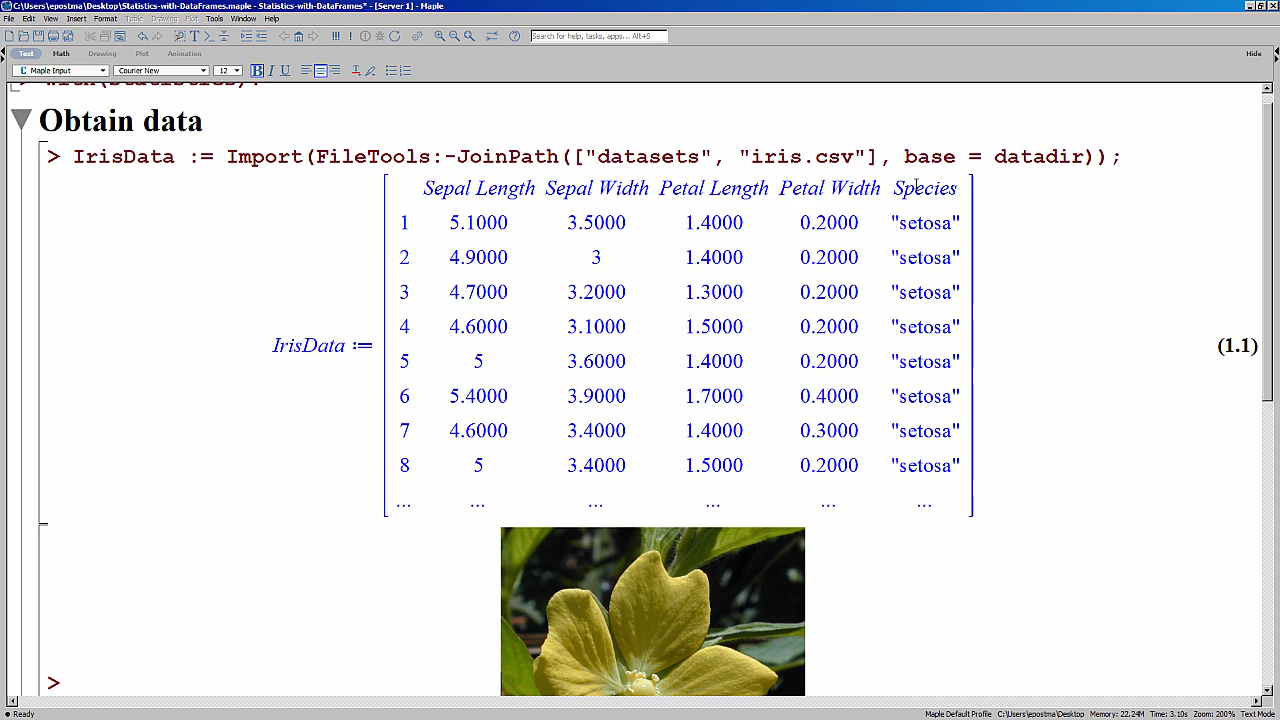 C:\Users\epostma\Desktop\Statistics-with-DataFrames.maple - Statistics-with-DataFrames* - [Server 1] - Maple
File Edit View Insert Format Table Drawing Plot Tools Window Help
Search for help, tasks, apps... Alt+S
Text Math Drawing Plot Animation Hide
Maple Input Courier New 12 B I U
> with(Statistics):
Obtain data
> IrisData := Import(FileTools:-JoinPath(["datasets", "iris.csv"], base = datadir));
Sepal Length Sepal Width Petal Length Petal Width Species
1 5.1000 3.5000 1.4000 0.2000 "setosa"
2 4.9000 3 1.4000 0.2000 "setosa"
3 4.7000 3.2000 1.3000 0.2000 "setosa"
4 4.6000 3.1000 1.5000 0.2000 "setosa"
IrisData := (1.1)
5 5 3.6000 1.4000 0.2000 "setosa"
6 5.4000 3.9000 1.7000 0.4000 "setosa"
7 4.6000 3.4000 1.4000 0.3000 "setosa"
8 5 3.4000 1.5000 0.2000 "setosa"
... ... ... ... ... ...
>
Ready Maple Default Profile C:\Users\epostma\Desktop Memory: 22.24M Time: 3.10s Zoom: 200% Text Mode